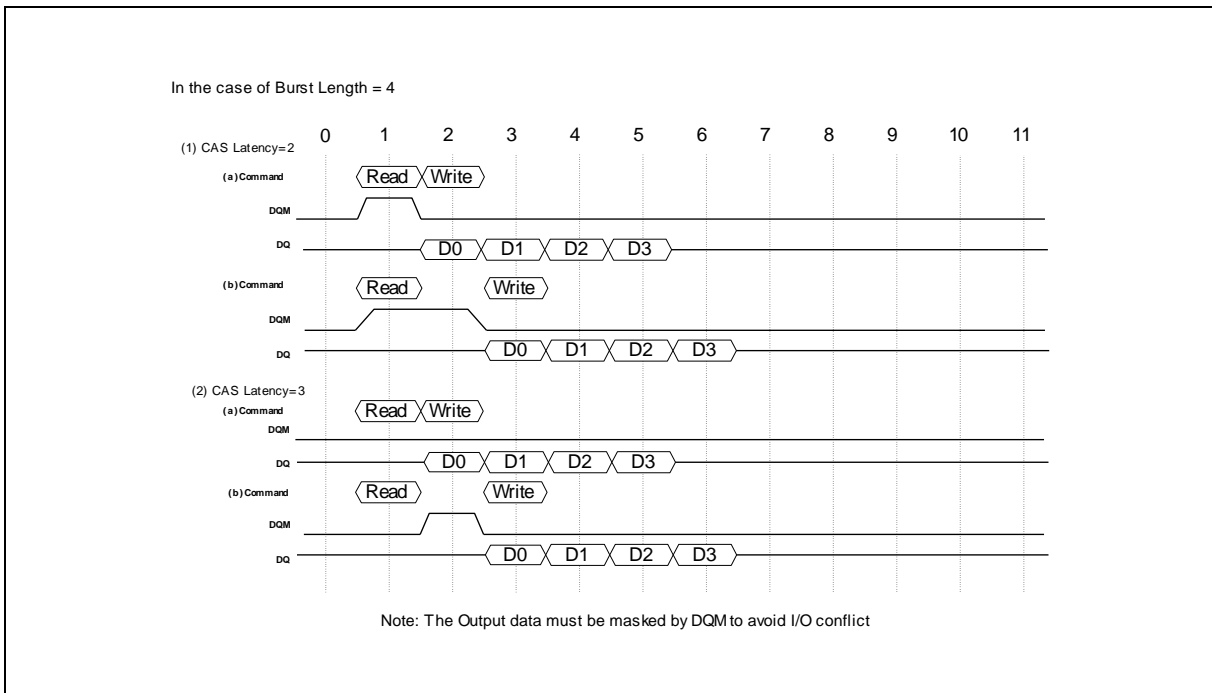 In the case of Burst Length = 4
0 1 2 3 4 5 6 7 8 9 10 11
(1) CAS Latency=2
(a) Command Read Write
DQM
DQ D0 D1 D2 D3
(b) Command Read Write
DQM
DQ D0 D1 D2 D3
(2) CAS Latency=3
(a) Command Read Write
DQM
DQ D0 D1 D2 D3
(b) Command Read Write
DQM
DQ D0 D1 D2 D3
Note: The Output data must be masked by DQM to avoid I/O conflict